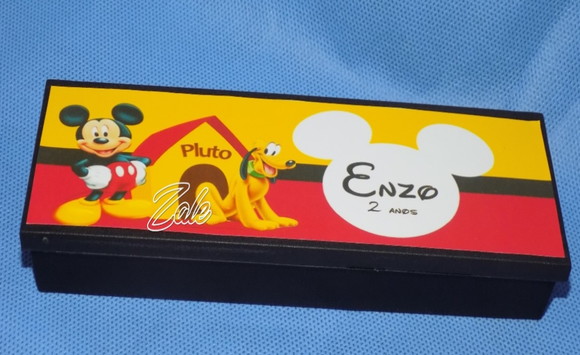 Pluto
Zale
Enzo
2 anos